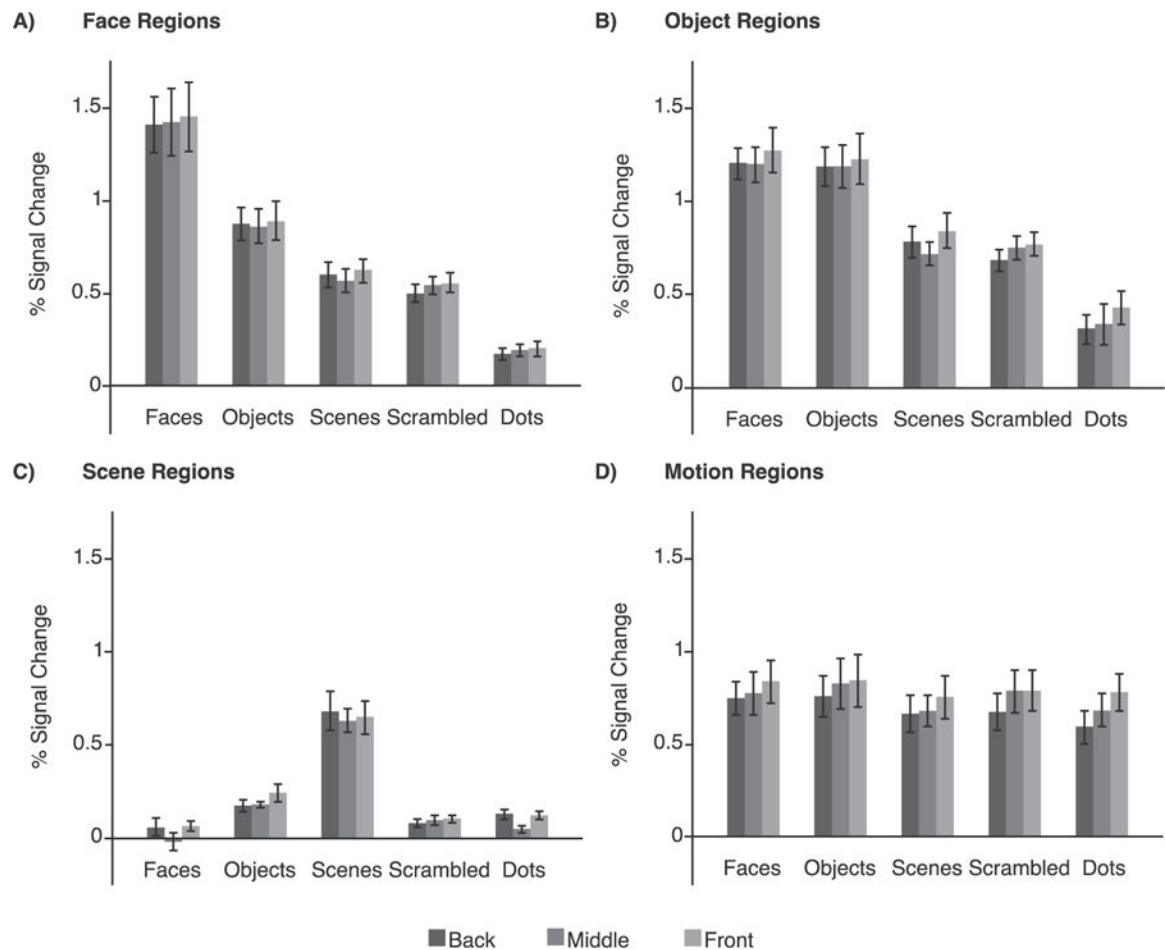 A) Face Regions
% Signal Change
1.5
1
0.5
0
Faces Objects Scenes Scrambled Dots
B) Object Regions
% Signal Change
1.5
1
0.5
0
Faces Objects Scenes Scrambled Dots
C) Scene Regions
% Signal Change
1.5
1
0.5
0
Faces Objects Scenes Scrambled Dots
D) Motion Regions
% Signal Change
1.5
1
0.5
0
Faces Objects Scenes Scrambled Dots
Back Middle Front